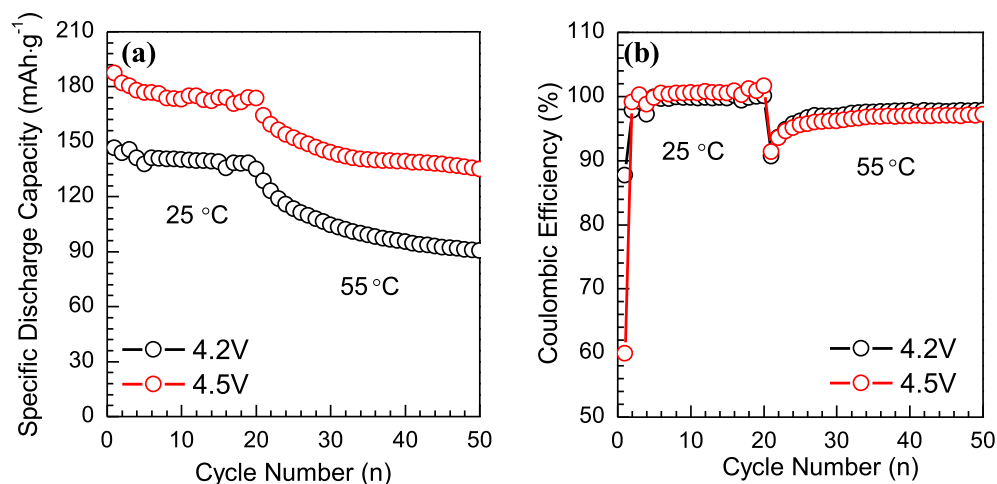 (a)
Specific Discharge Capacity (mAh·g⁻¹)
210
180
150
120
90
60
30
0
25 °C
55 °C
4.2V
4.5V
0 10 20 30 40 50
Cycle Number (n)
(b)
Coulombic Efficiency (%)
110
100
90
80
70
60
50
25 °C
55 °C
4.2V
4.5V
0 10 20 30 40 50
Cycle Number (n)